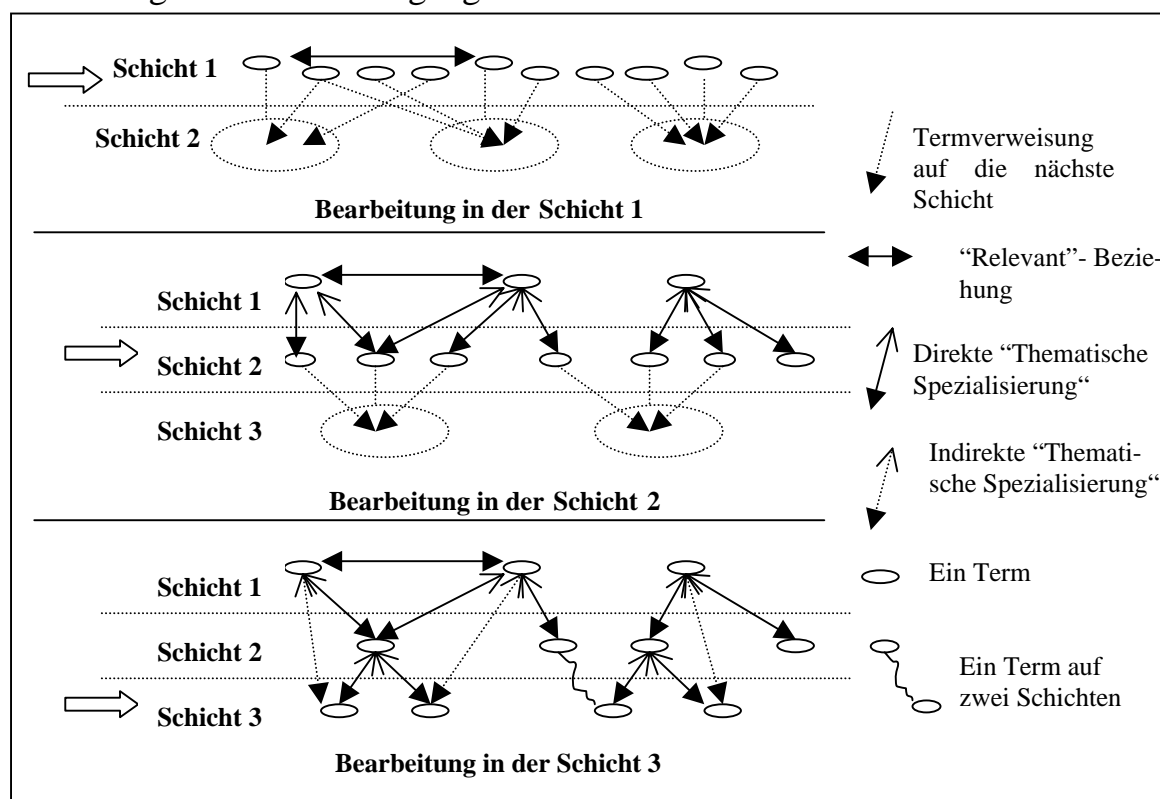 Schicht 1
Schicht 2
Bearbeitung in der Schicht 1
Schicht 1
Schicht 2
Schicht 3
Bearbeitung in der Schicht 2
Schicht 1
Schicht 2
Schicht 3
Bearbeitung in der Schicht 3
Termverweisung
auf die nächste
Schicht
“Relevant”- Bezie-
hung
Direkte “Thematische
Spezialisierung“
Indirekte “Themati-
sche Spezialisierung“
Ein Term
Ein Term auf
zwei Schichten